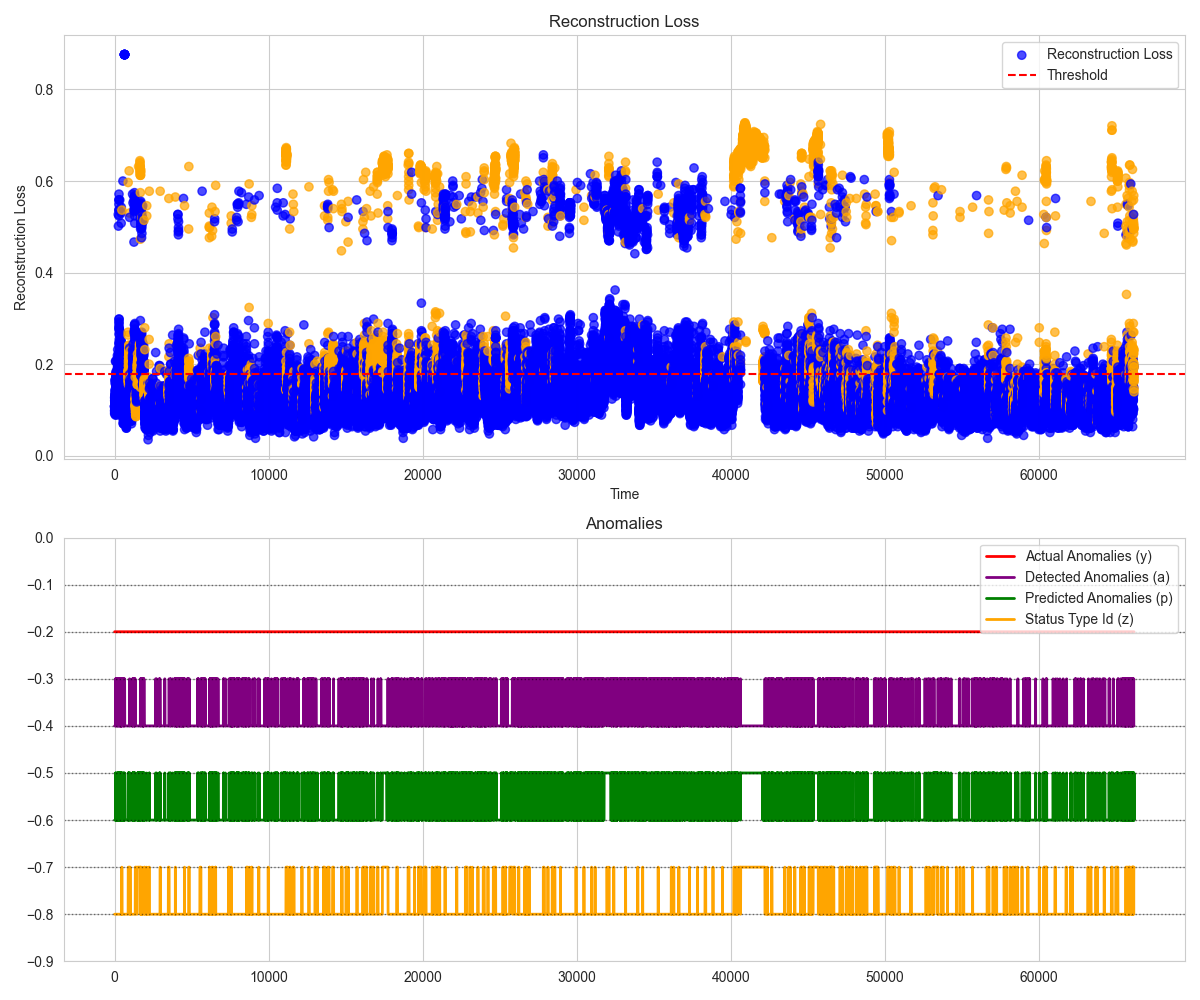 Reconstruction Loss
Reconstruction Loss
Threshold
Reconstruction Loss
0.8
0.6
0.4
0.2
0.0
0 10000 20000 30000 40000 50000 60000
Time
Anomalies
Actual Anomalies (y)
Detected Anomalies (a)
Predicted Anomalies (p)
Status Type Id (z)
0.0
−0.1
−0.2
−0.3
−0.4
−0.5
−0.6
−0.7
−0.8
−0.9
0 10000 20000 30000 40000 50000 60000